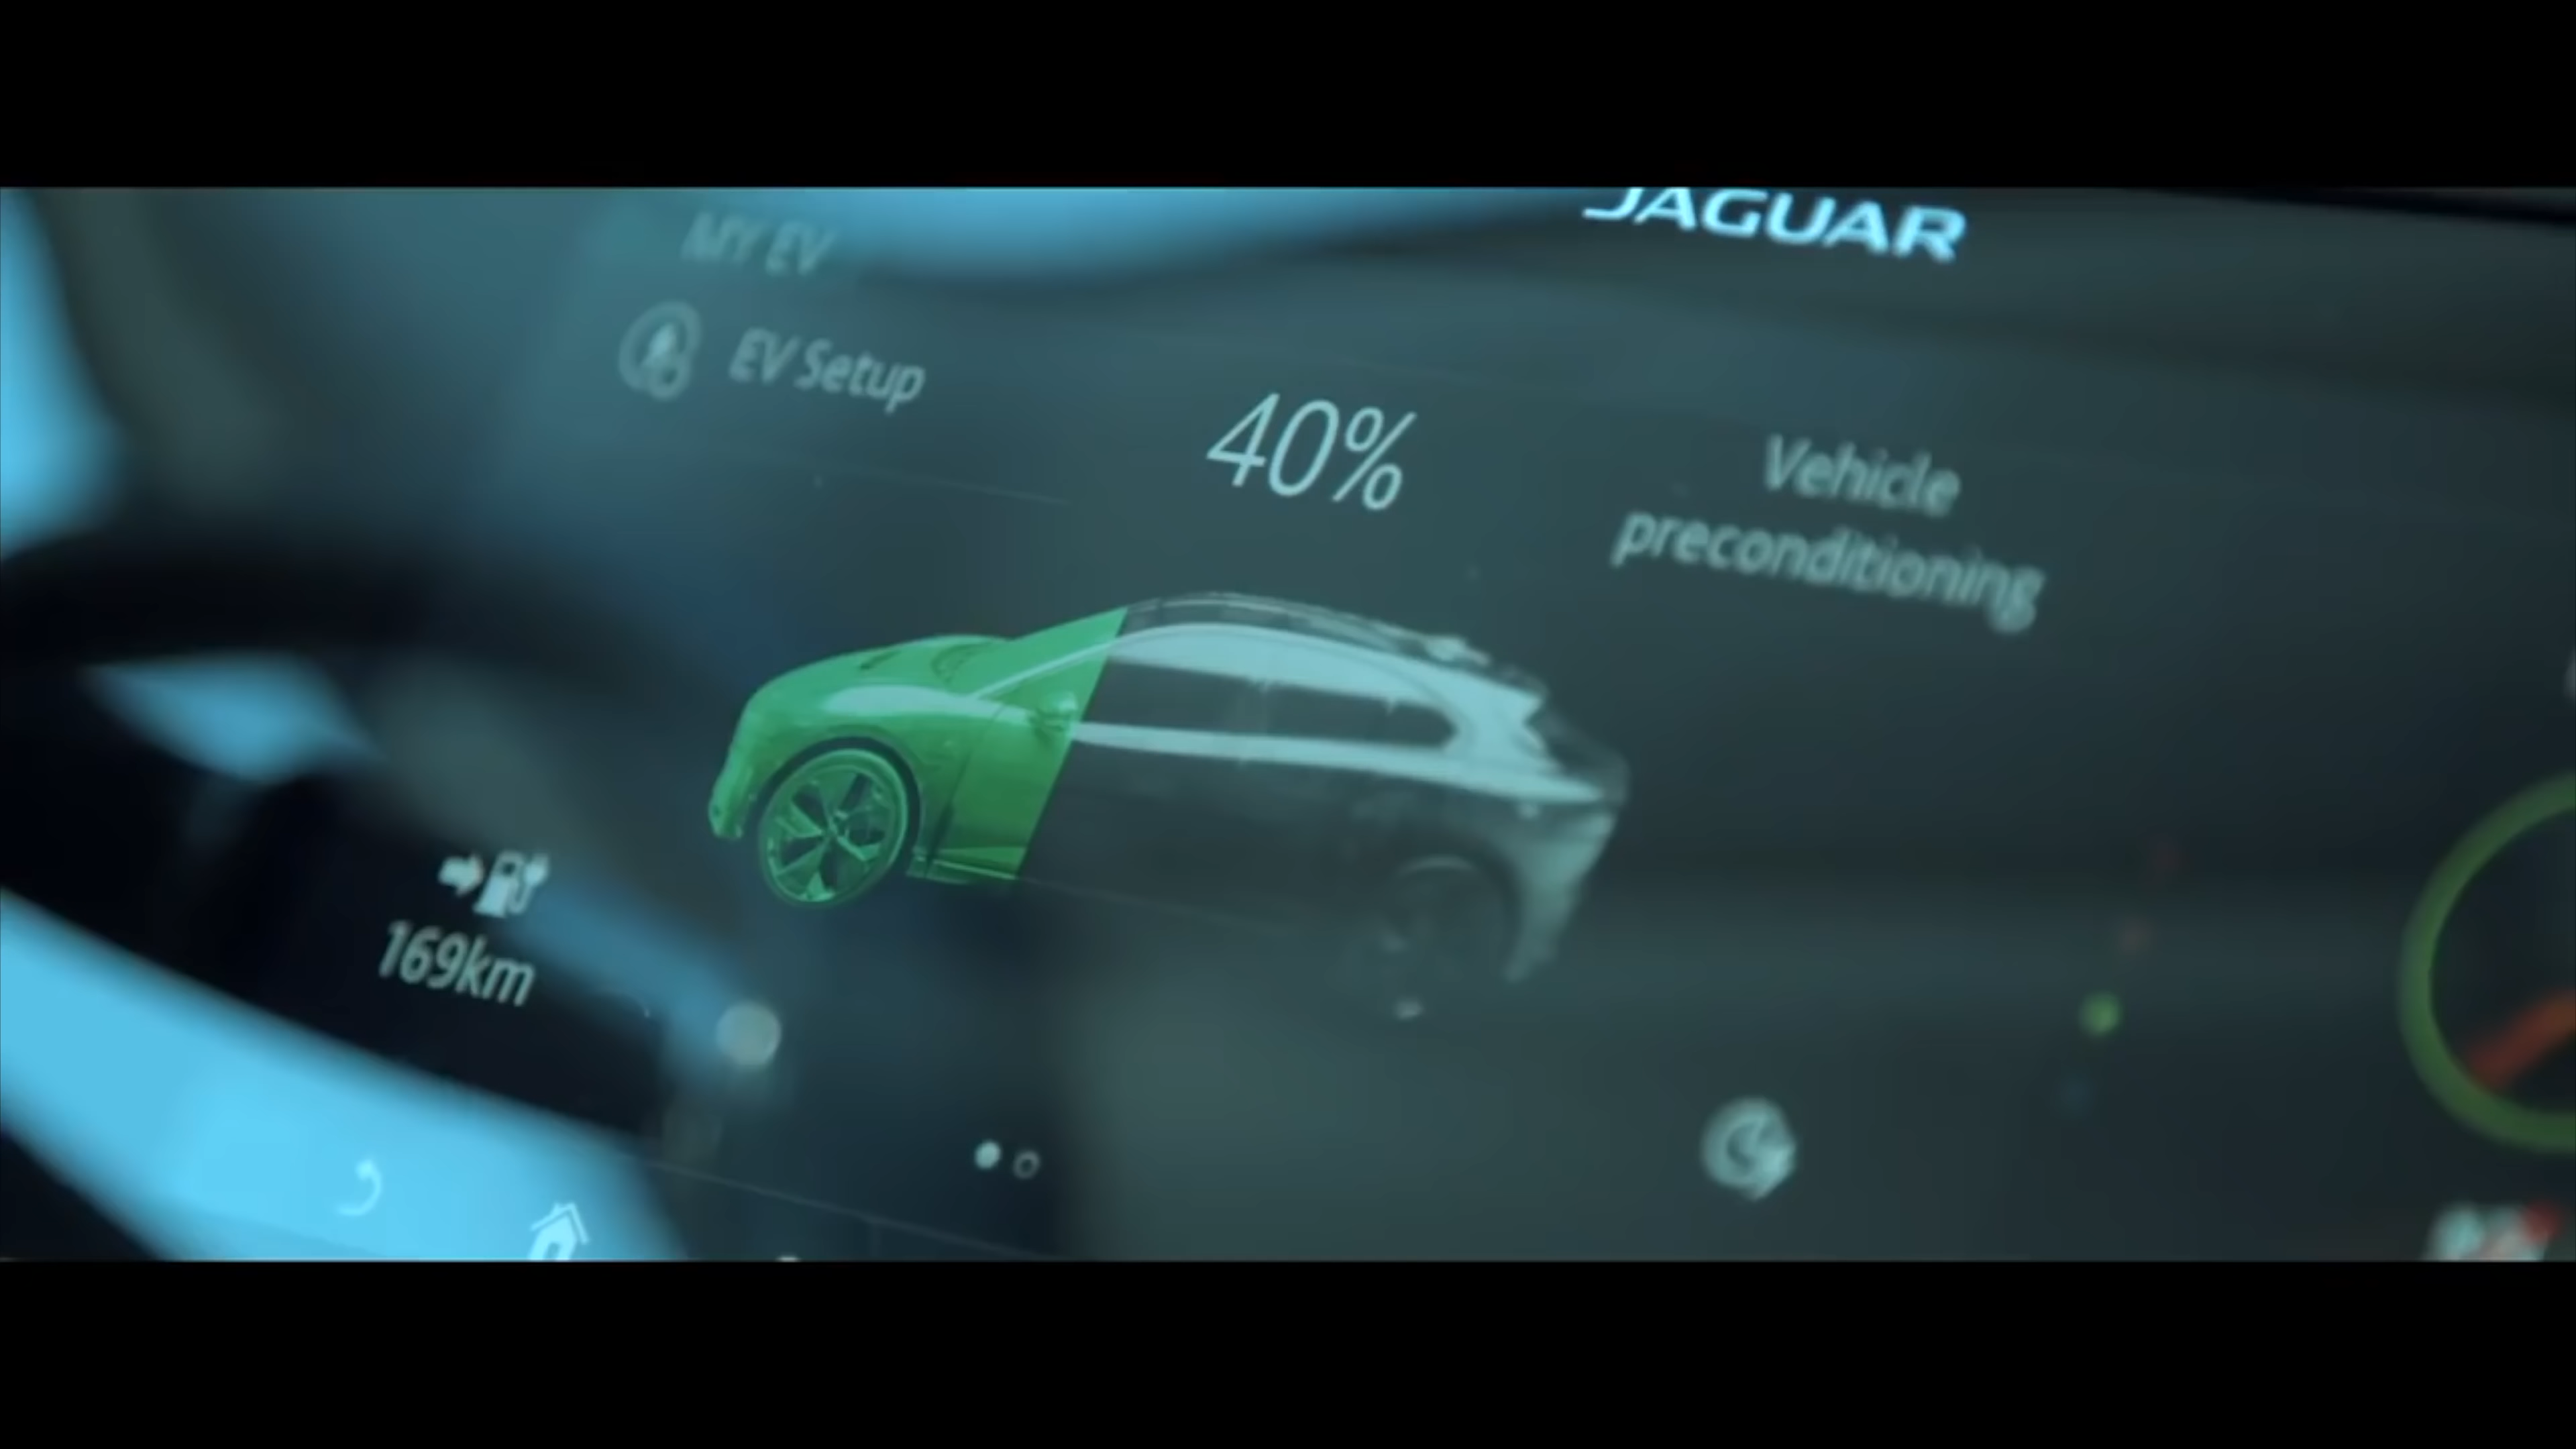 JAGUAR
MY EV
EV Setup
40%
Vehicle
preconditioning
169km